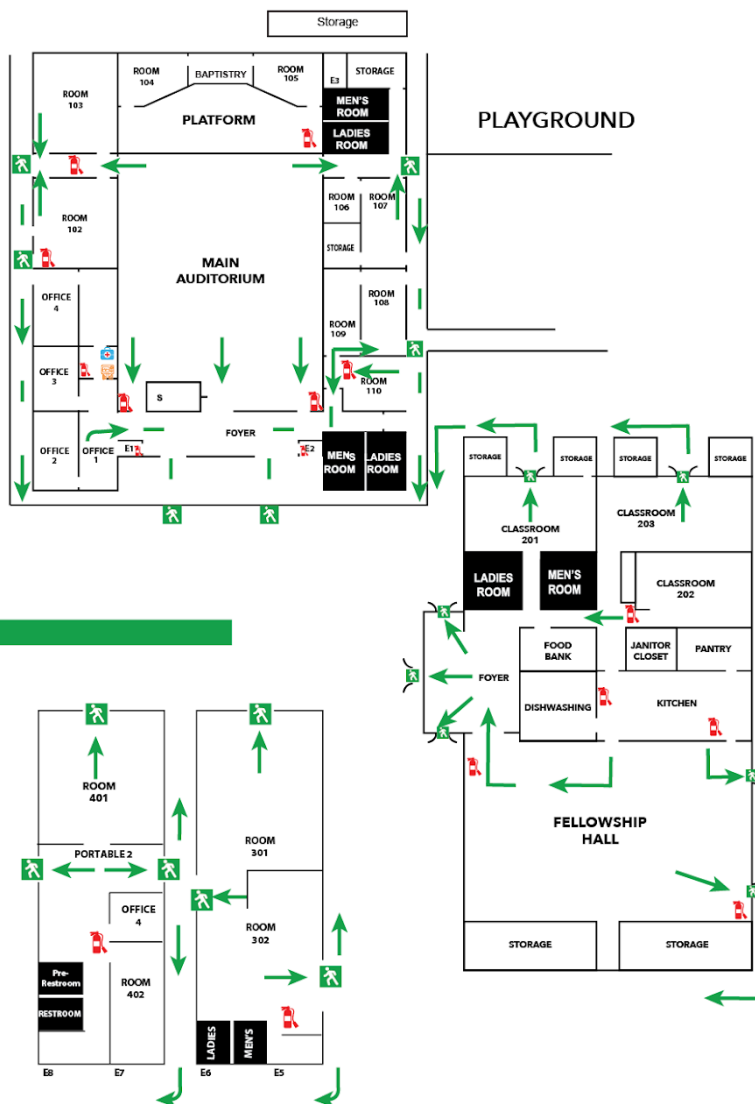 Storage
ROOM
103
ROOM
104
BAPTISTRY
ROOM
105
E3
STORAGE
MEN'S
ROOM
LADIES
ROOM
PLATFORM
PLAYGROUND
ROOM
102
ROOM
106
ROOM
107
STORAGE
MAIN
AUDITORIUM
OFFICE
4
ROOM
108
ROOM
109
OFFICE
3
ROOM
110
S
FOYER
OFFICE
2
OFFICE
1
E1
E2
MEN'S
ROOM
LADIES
ROOM
STORAGE
STORAGE
STORAGE
STORAGE
CLASSROOM
201
CLASSROOM
203
LADIES
ROOM
MEN'S
ROOM
CLASSROOM
202
FOOD
BANK
JANITOR
CLOSET
PANTRY
FOYER
DISHWASHING
KITCHEN
FELLOWSHIP
HALL
STORAGE
STORAGE
ROOM
401
PORTABLE 2
OFFICE
4
ROOM
402
Pre-
Restroom
RESTROOM
E8
E7
ROOM
301
ROOM
302
LADIES
MEN'S
E6
E5